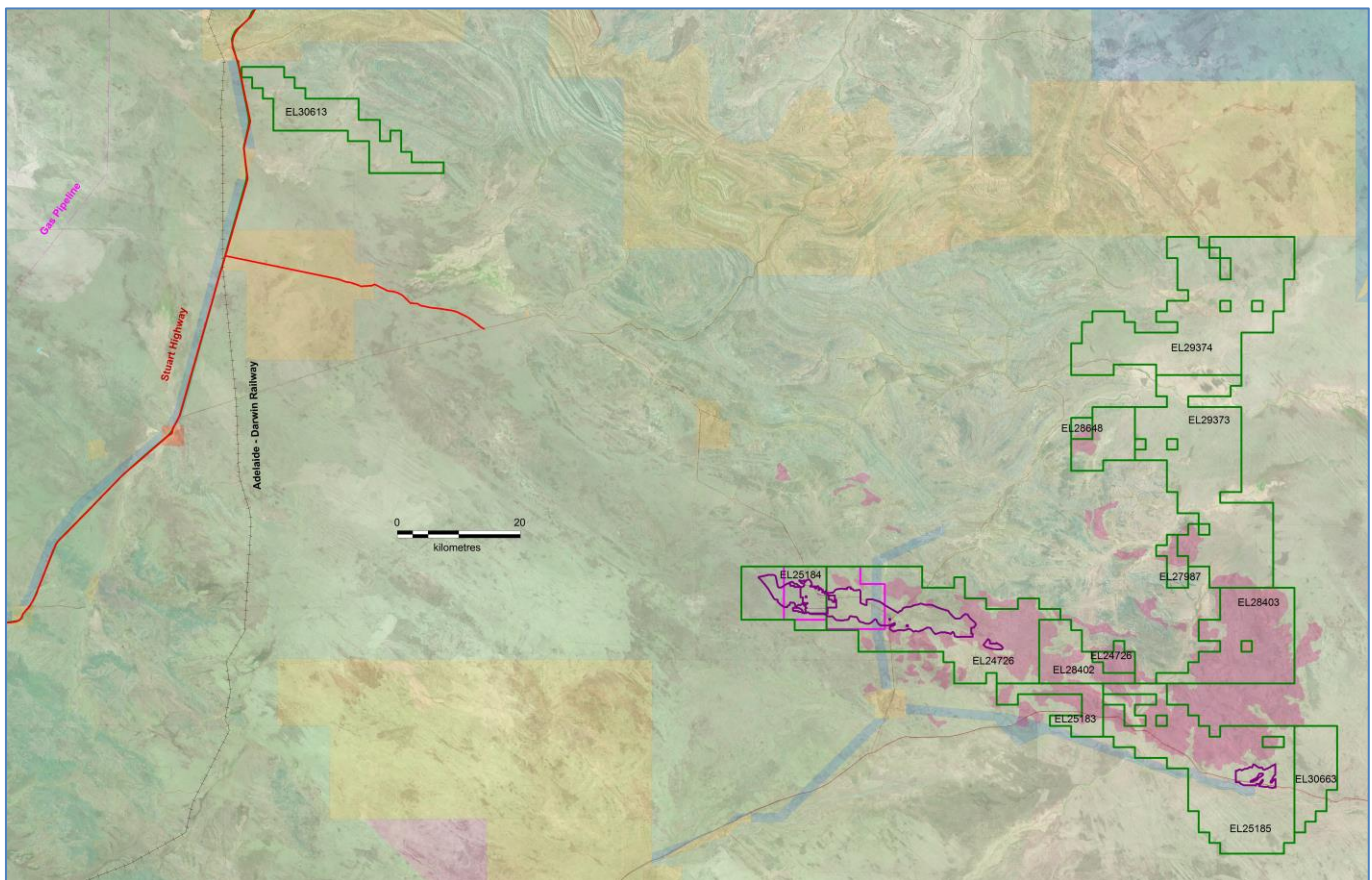 EL30613
Gas Pipeline
Stuart Highway
Adelaide - Darwin Railway
EL29374
EL29373
EL28648
0 20
kilometres
EL25184
EL27987
EL28403
EL24726
EL24726
EL28402
EL25183
EL30663
EL25185